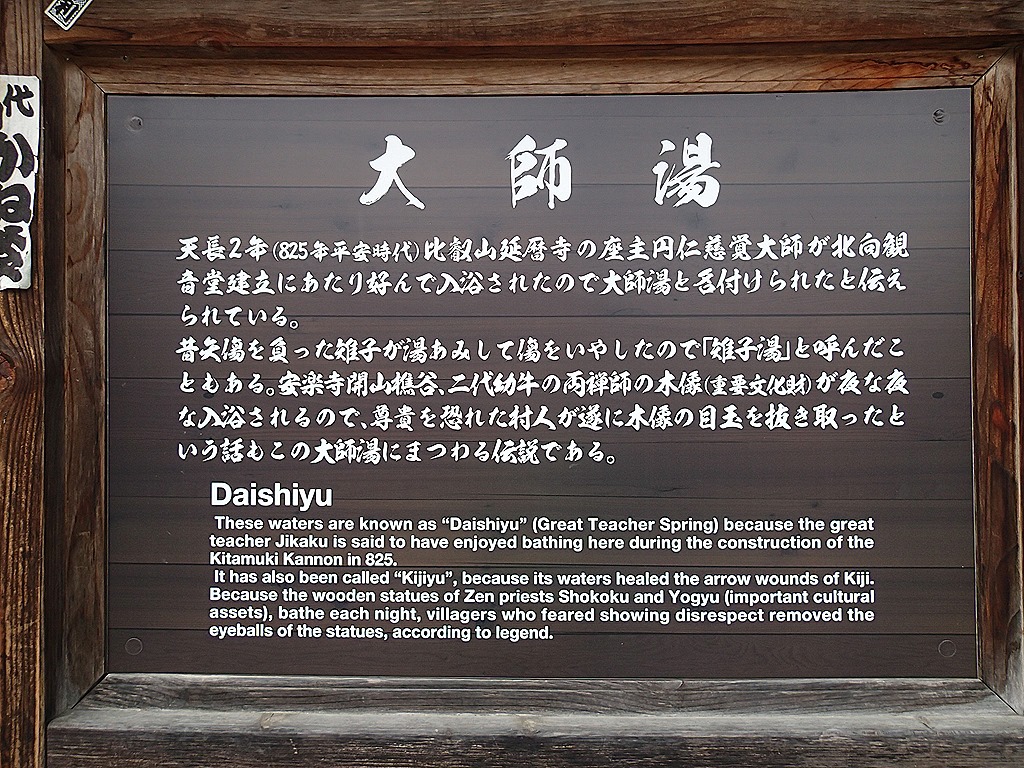 代
かね
大師湯
天長2年(825年平安時代)比叡山延暦寺の座主円仁慈覚大師が北向観
音堂建立にあたり好んで入浴されたので大師湯と名付けられたと伝え
られている。
昔矢傷を負った雉子が湯あみして傷をいやしたので「雉子湯」と呼んだこ
ともある。安楽寺開山樵谷、二代幼牛の両禅師の木像(重要文化財)が夜な夜
な入浴されるので、尊貴を恐れた村人が遂に木像の目玉を抜き取ったと
いう話もこの大師湯にまつわる伝説である。
Daishiyu
These waters are known as “Daishiyu” (Great Teacher Spring) because the great
teacher Jikaku is said to have enjoyed bathing here during the construction of the
Kitamuki Kannon in 825.
It has also been called “Kijiyu”, because its waters healed the arrow wounds of Kiji.
Because the wooden statues of Zen priests Shokoku and Yogyu (important cultural
assets), bathe each night, villagers who feared showing disrespect removed the
eyeballs of the statues, according to legend.